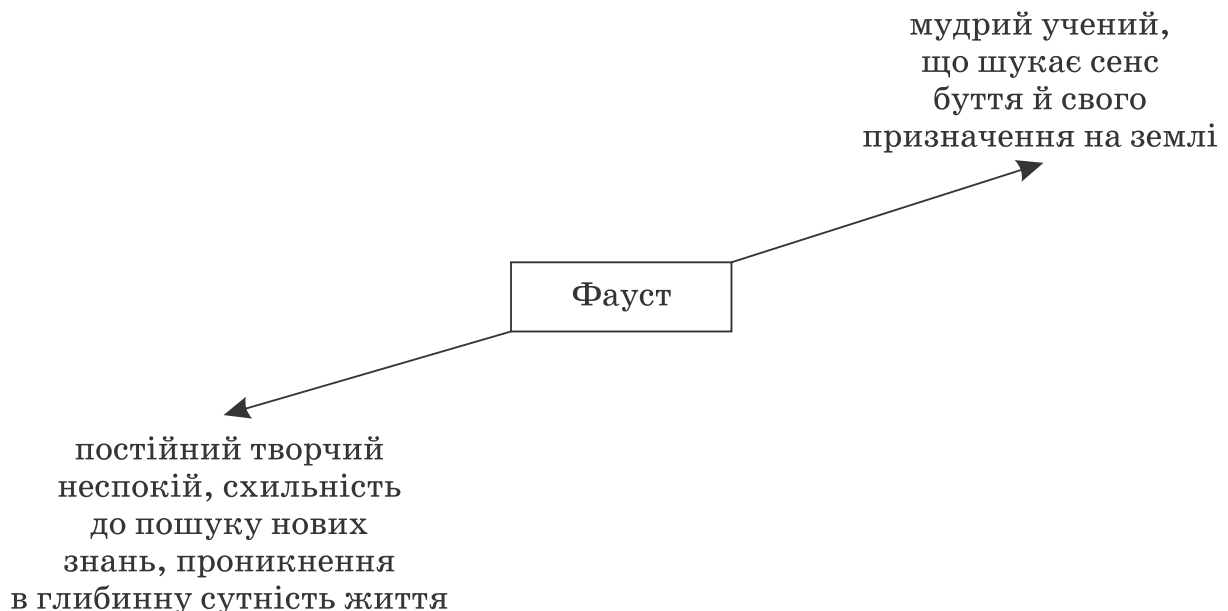 мудрий учений,
що шукає сенс
буття й свого
призначення на землі
Фауст
постійний творчий
неспокій, схильність
до пошуку нових
знань, проникнення
в глибинну сутність життя